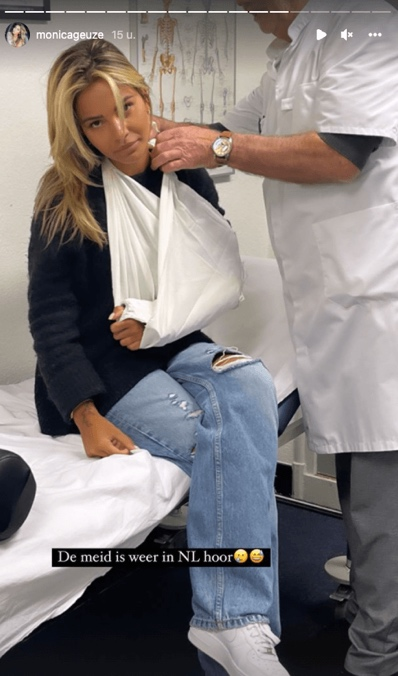 monicageuze 15 u.
De meid is weer in NL hoor🥲😅